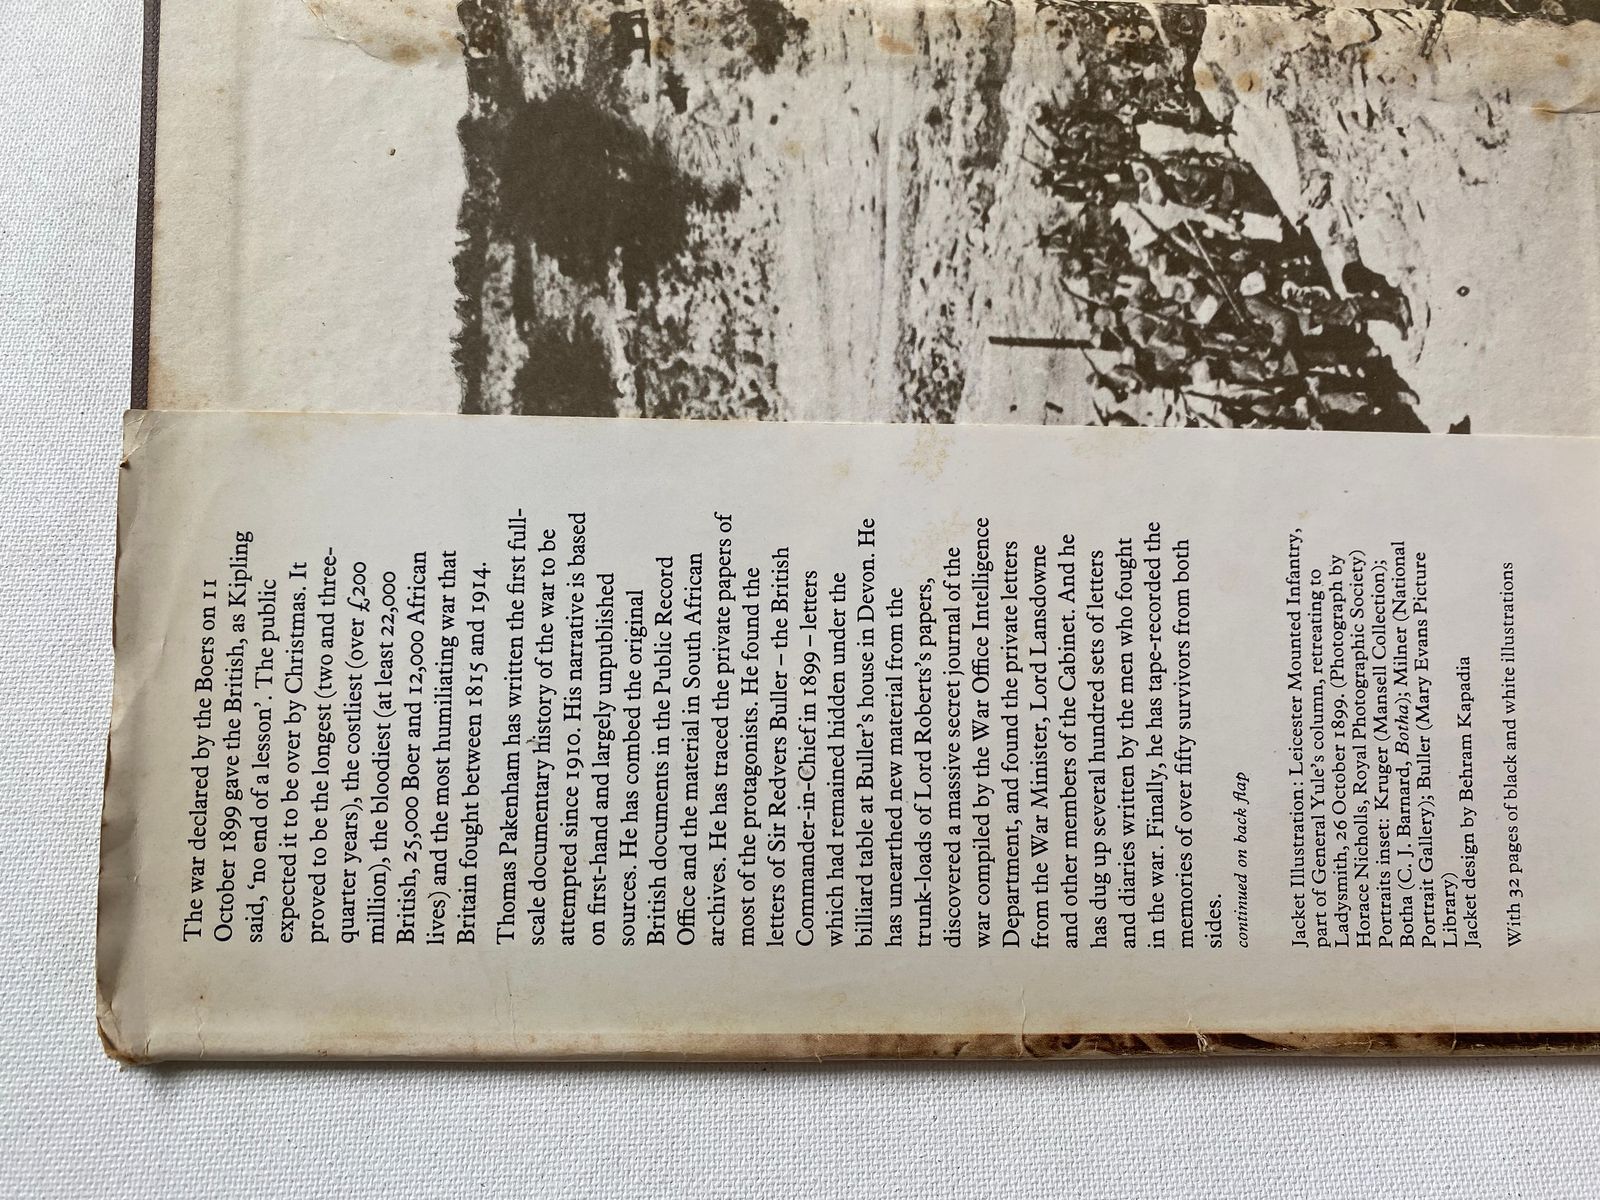 The war declared by the Boers on 11
October 1899 gave the British, as Kipling
said, ‘no end of a lesson’. The public
expected it to be over by Christmas. It
proved to be the longest (two and three-
quarter years), the costliest (over £200
million), the bloodiest (at least 22,000
British, 25,000 Boer and 12,000 African
lives) and the most humiliating war that
Britain fought between 1815 and 1914.
Thomas Pakenham has written the first full-
scale documentary history of the war to be
attempted since 1910. His narrative is based
on first-hand and largely unpublished
sources. He has combed the original
British documents in the Public Record
Office and the material in South African
archives. He has traced the private papers of
most of the protagonists. He found the
letters of Sir Redvers Buller – the British
Commander-in-Chief in 1899 – letters
which had remained hidden under the
billiard table at Buller’s house in Devon. He
has unearthed new material from the
trunk-loads of Lord Roberts’s papers,
discovered a massive secret journal of the
war compiled by the War Office Intelligence
Department, and found the private letters
from the War Minister, Lord Lansdowne
and other members of the Cabinet. And he
has dug up several hundred sets of letters
and diaries written by the men who fought
in the war. Finally, he has tape-recorded the
memories of over fifty survivors from both
sides.
continued on back flap
Jacket Illustration: Leicester Mounted Infantry,
part of General Yule’s column, retreating to
Ladysmith, 26 October 1899, (Photograph by
Horace Nicholls, Royal Photographic Society)
Portraits inset: Kruger (Mansell Collection);
Botha (C. J. Barnard, Botha); Milner (National
Portrait Gallery); Buller (Mary Evans Picture
Library)
Jacket design by Behram Kapadia
With 32 pages of black and white illustrations